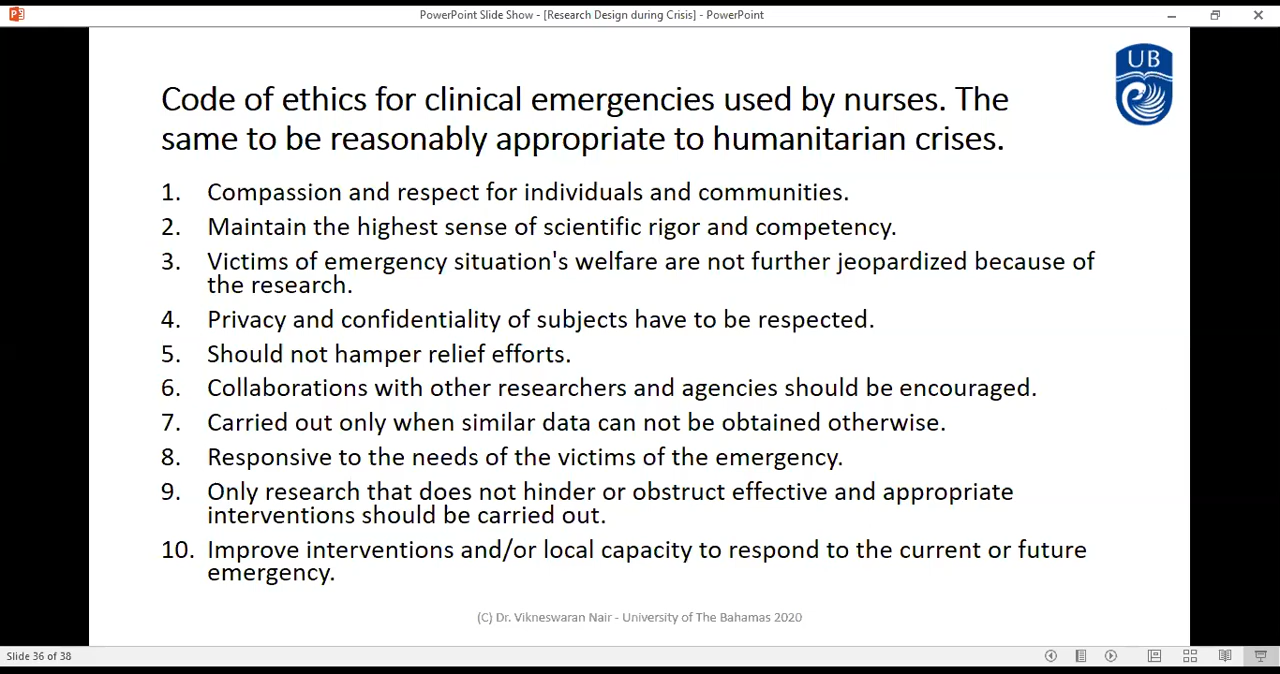 PowerPoint Slide Show - [Research Design during Crisis] - PowerPoint
UB
Code of ethics for clinical emergencies used by nurses. The
same to be reasonably appropriate to humanitarian crises.
1. Compassion and respect for individuals and communities.
2. Maintain the highest sense of scientific rigor and competency.
3. Victims of emergency situation's welfare are not further jeopardized because of
the research.
4. Privacy and confidentiality of subjects have to be respected.
5. Should not hamper relief efforts.
6. Collaborations with other researchers and agencies should be encouraged.
7. Carried out only when similar data can not be obtained otherwise.
8. Responsive to the needs of the victims of the emergency.
9. Only research that does not hinder or obstruct effective and appropriate
interventions should be carried out.
10. Improve interventions and/or local capacity to respond to the current or future
emergency.
(C) Dr. Vikneswaran Nair - University of The Bahamas 2020
Slide 36 of 38